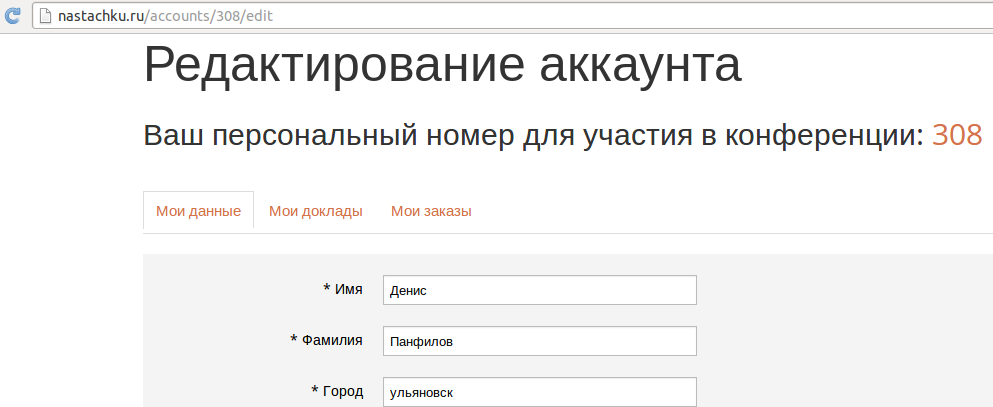 nastachku.ru/accounts/308/edit
Редактирование аккаунта
Ваш персональный номер для участия в конференции: 308
Мои данные Мои доклады Мои заказы
* Имя Денис
* Фамилия Панфилов
* Город ульяновск